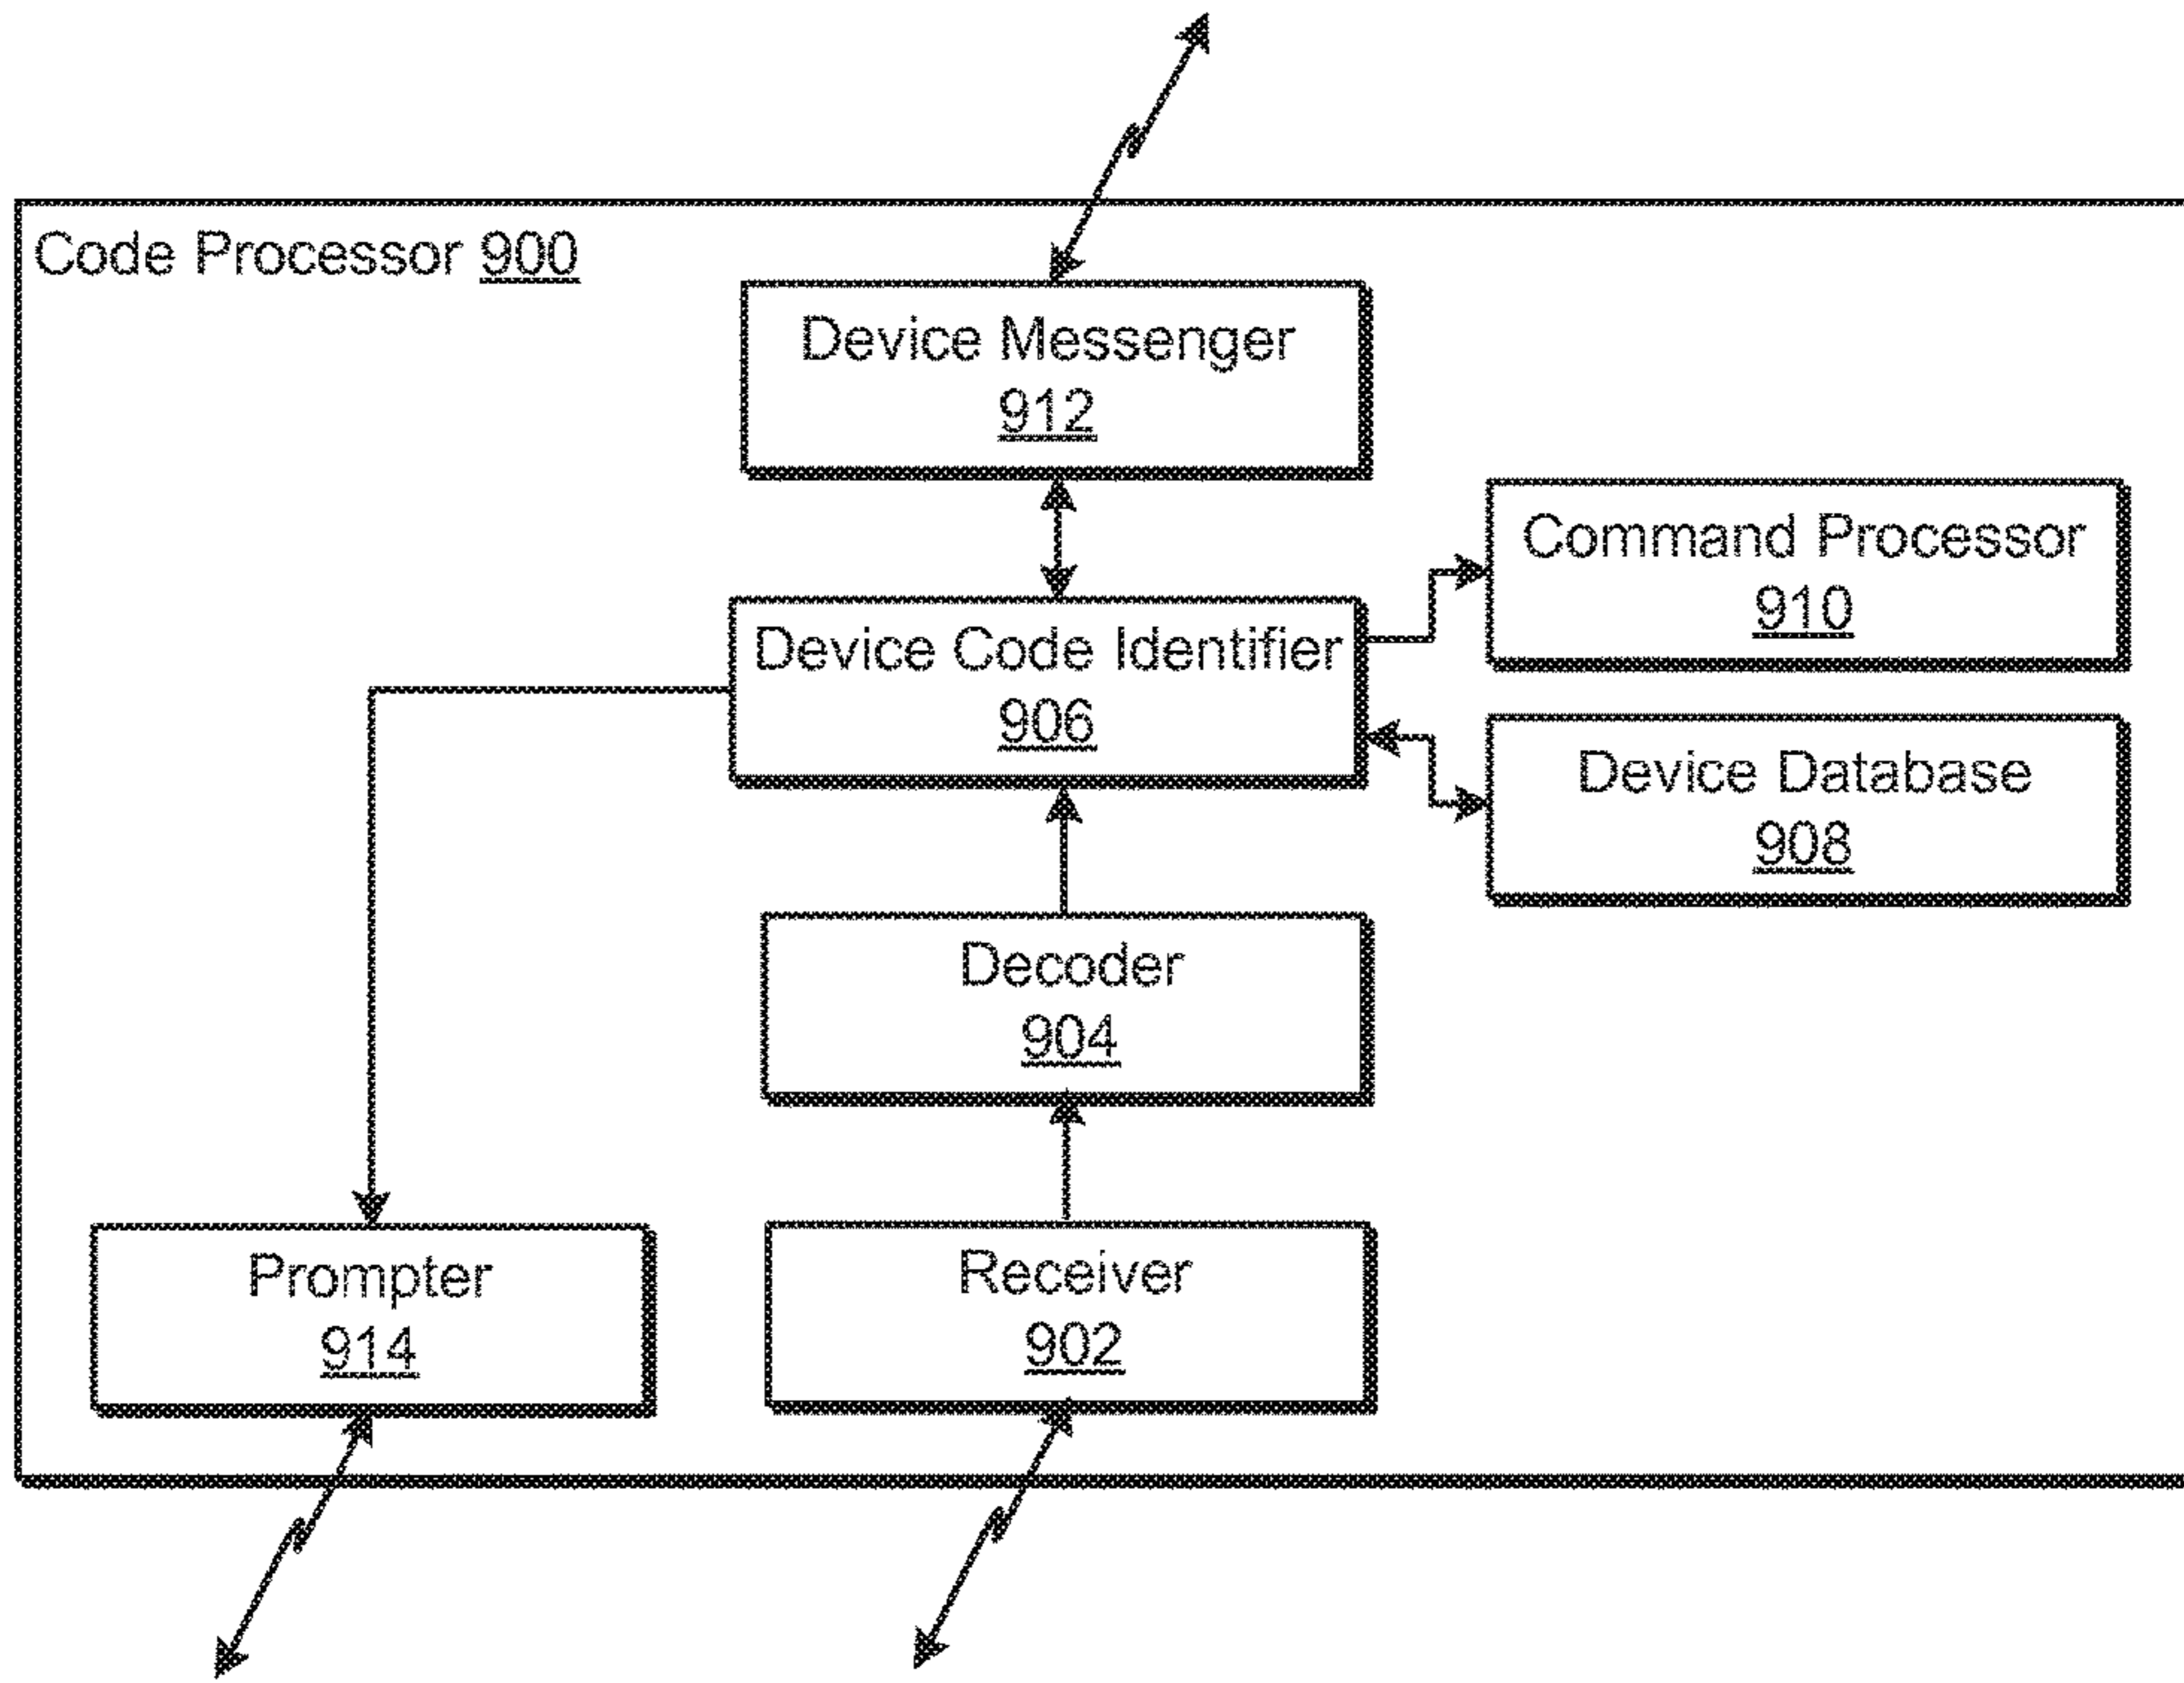 Code Processor 900
Device Messenger
912
Command Processor
910
Device Code Identifier
906
Device Database
908
Decoder
904
Prompter
914
Receiver
902